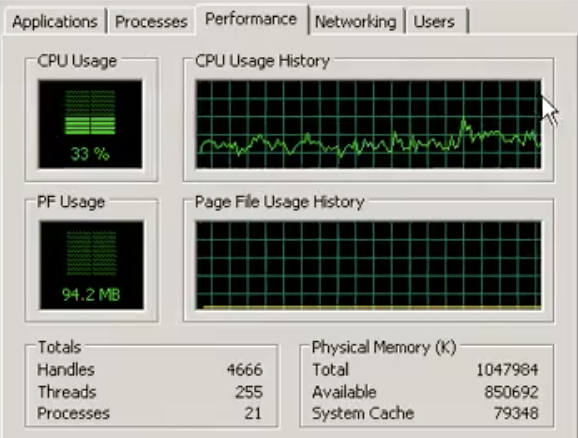 Applications Processes Performance Networking Users
CPU Usage
CPU Usage History
33 %
PF Usage
Page File Usage History
94.2 MB
Totals
Handles 4666
Threads 255
Processes 21
Physical Memory (K)
Total 1047984
Available 850692
System Cache 79348